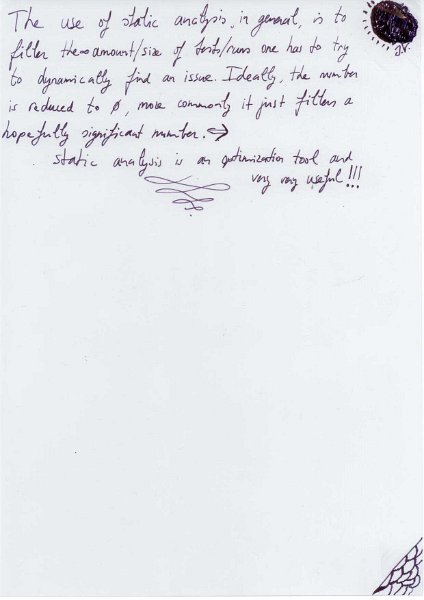 The use of static analysis, in general, is to
filter the amount/size of tests/runs one has to try
to dynamically find an issue. Ideally, the number
is reduced to ø, more commonly it just filters a
hopefully significant number. ⇒
static analysis is an optimization tool and
very very useful!!!